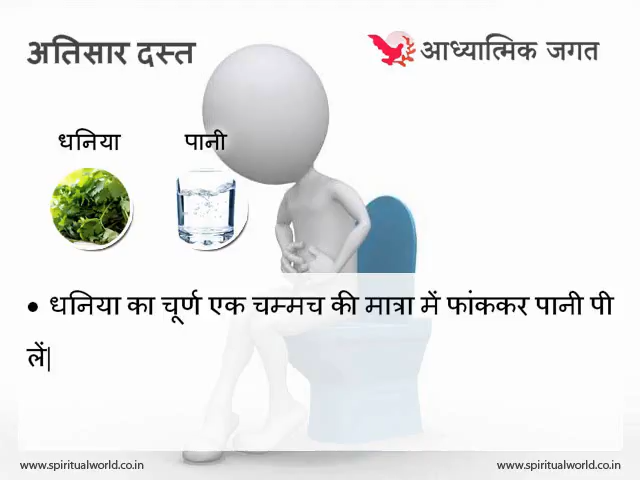 अतिसार दस्त
आध्यात्मिक जगत
धनिया
पानी
• धनिया का चूर्ण एक चम्मच की मात्रा में फांककर पानी पी
लें|
www.spiritualworld.co.in
www.spiritualworld.co.in